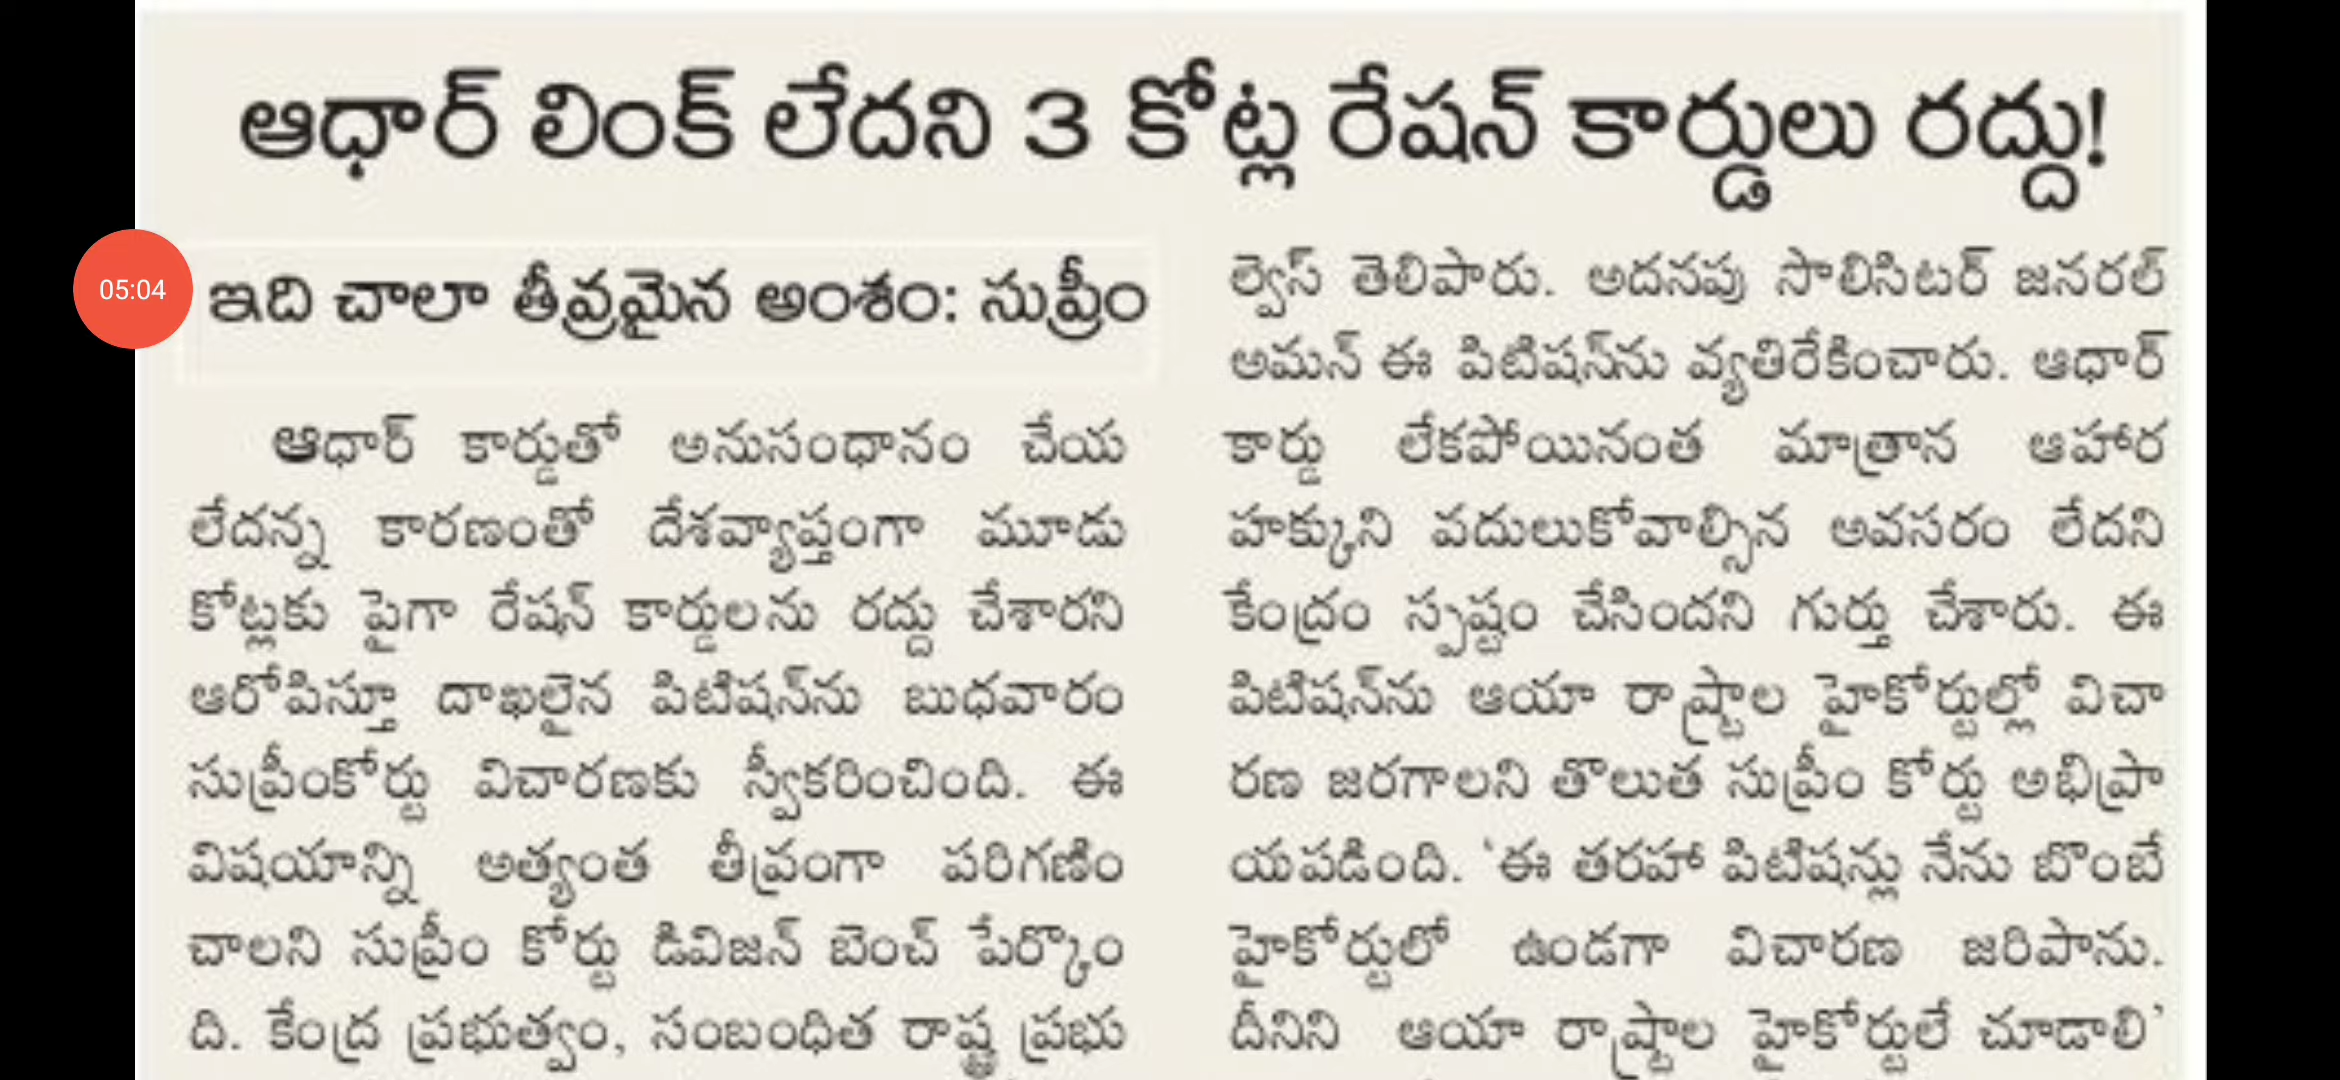 ఆధార్ లింక్ లేదని 3 కోట్ల రేషన్ కార్డులు రద్దు!
05:04
ఇది చాలా తీవ్రమైన అంశం: సుప్రీం
ఆధార్ కార్డుతో అనుసంధానం చేయ
లేదన్న కారణంతో దేశవ్యాప్తంగా మూడు
కోట్లకు పైగా రేషన్ కార్డులను రద్దు చేశారని
ఆరోపిస్తూ దాఖలైన పిటిషన్‌ను బుధవారం
సుప్రీంకోర్టు విచారణకు స్వీకరించింది. ఈ
విషయాన్ని అత్యంత తీవ్రంగా పరిగణిం
చాలని సుప్రీం కోర్టు డివిజన్ బెంచ్ పేర్కొం
ది. కేంద్ర ప్రభుత్వం, సంబంధిత రాష్ట్ర ప్రభు
ల్వెస్ తెలిపారు. అదనపు సొలిసిటర్ జనరల్
అమన్ ఈ పిటిషన్‌ను వ్యతిరేకించారు. ఆధార్
కార్డు లేకపోయినంత మాత్రాన ఆహార
హక్కుని వదులుకోవాల్సిన అవసరం లేదని
కేంద్రం స్పష్టం చేసిందని గుర్తు చేశారు. ఈ
పిటిషన్‌ను ఆయా రాష్ట్రాల హైకోర్టుల్లో విచా
రణ జరగాలని తొలుత సుప్రీం కోర్టు అభిప్రా
యపడింది. 'ఈ తరహా పిటిషన్లు నేను బొంబే
హైకోర్టులో ఉండగా విచారణ జరిపాను.
దీనిని ఆయా రాష్ట్రాల హైకోర్టులే చూడాలి'